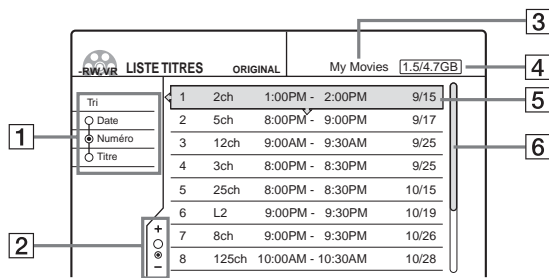 3
-RW.VR LISTE TITRES ORIGINAL My Movies 1.5/4.7GB 4
Tri
1 2ch 1:00PM - 2:00PM 9/15 5
Date
2 5ch 8:00PM - 9:00PM 9/17
1 Numéro
3 12ch 9:00AM - 9:30AM 9/25 6
Titre
4 3ch 8:00PM - 8:30PM 9/25
5 25ch 8:00PM - 8:30PM 10/15
6 L2 9:00PM - 9:30PM 10/19
2 + −
7 8ch 9:00PM - 9:30PM 10/26
8 125ch 10:00AM - 10:30AM 10/28